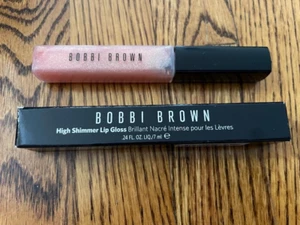 BOBBI BROWN
BOBBI BROWN
High Shimmer Lip Gloss Brillant Nacré Intense pour les Lèvres
.24 FL. OZ. LIQ./7 ml ℮